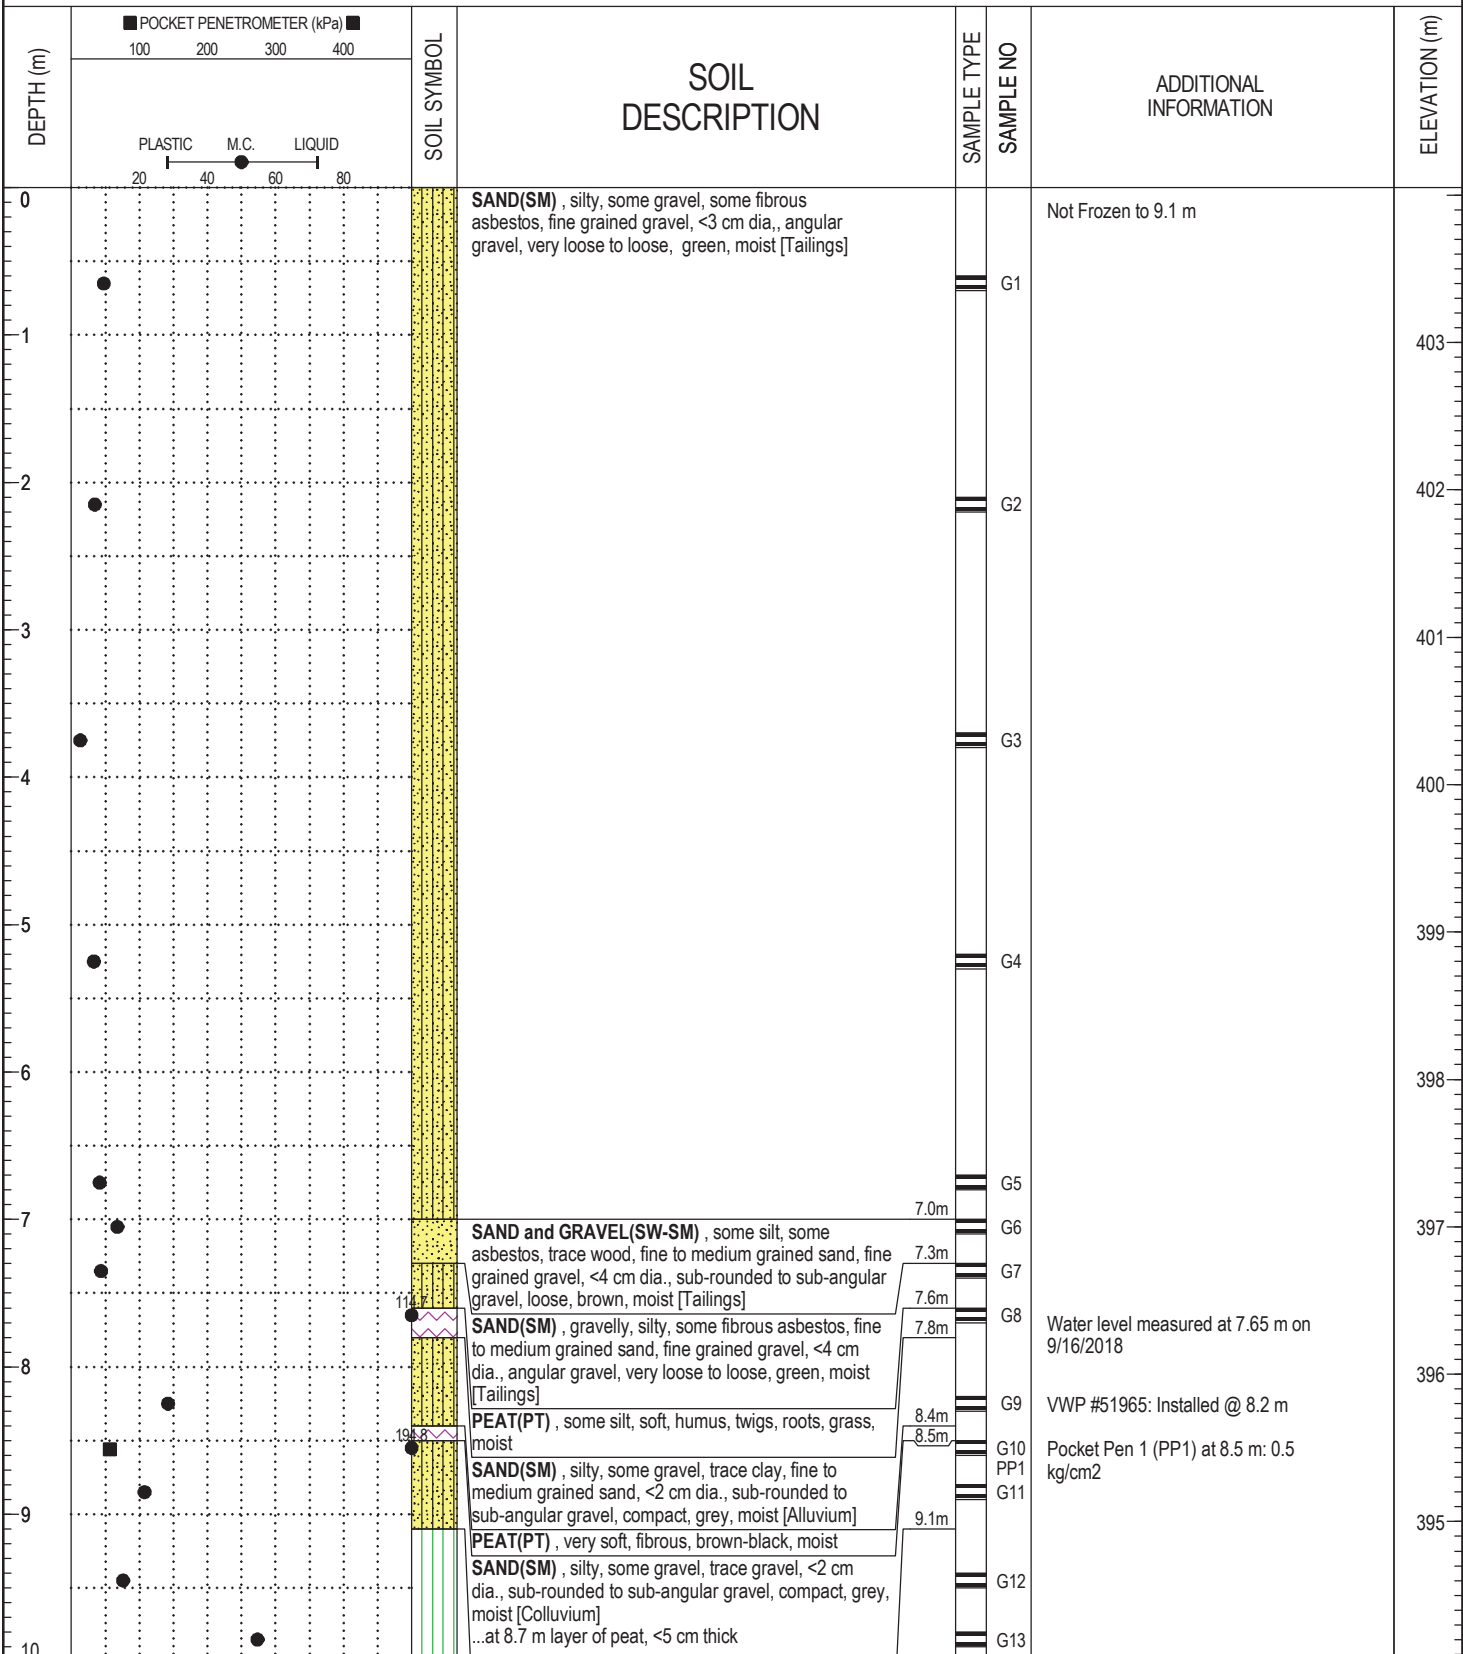 ■ POCKET PENETROMETER (kPa) ■
100 200 300 400
DEPTH (m)
PLASTIC M.C. LIQUID
20 40 60 80
SOIL SYMBOL
SOIL
DESCRIPTION
SAMPLE TYPE
SAMPLE NO
ADDITIONAL
INFORMATION
ELEVATION (m)
0
SAND(SM) , silty, some gravel, some fibrous
asbestos, fine grained gravel, <3 cm dia,, angular
gravel, very loose to loose, green, moist [Tailings]
Not Frozen to 9.1 m
G1
1
403
2
G2
402
3
401
G3
4
400
5
399
G4
6
398
G5
7.0m
7
G6
397
SAND and GRAVEL(SW-SM) , some silt, some
asbestos, trace wood, fine to medium grained sand, fine
grained gravel, <4 cm dia., sub-rounded to sub-angular
gravel, loose, brown, moist [Tailings]
7.3m
G7
7.6m
114.7
G8
Water level measured at 7.65 m on
9/16/2018
SAND(SM) , gravelly, silty, some fibrous asbestos, fine
to medium grained sand, fine grained gravel, <4 cm
dia., angular gravel, very loose to loose, green, moist
[Tailings]
7.8m
8
396
G9
VWP #51965: Installed @ 8.2 m
8.4m
PEAT(PT) , some silt, soft, humus, twigs, roots, grass,
moist
8.5m
194.8
G10
PP1
Pocket Pen 1 (PP1) at 8.5 m: 0.5
kg/cm2
SAND(SM) , silty, some gravel, trace clay, fine to
medium grained sand, <2 cm dia., sub-rounded to
sub-angular gravel, compact, grey, moist [Alluvium]
G11
9.1m
9
395
PEAT(PT) , very soft, fibrous, brown-black, moist
SAND(SM) , silty, some gravel, trace gravel, <2 cm
dia., sub-rounded to sub-angular gravel, compact, grey,
moist [Colluvium]
...at 8.7 m layer of peat, <5 cm thick
G12
G13
10